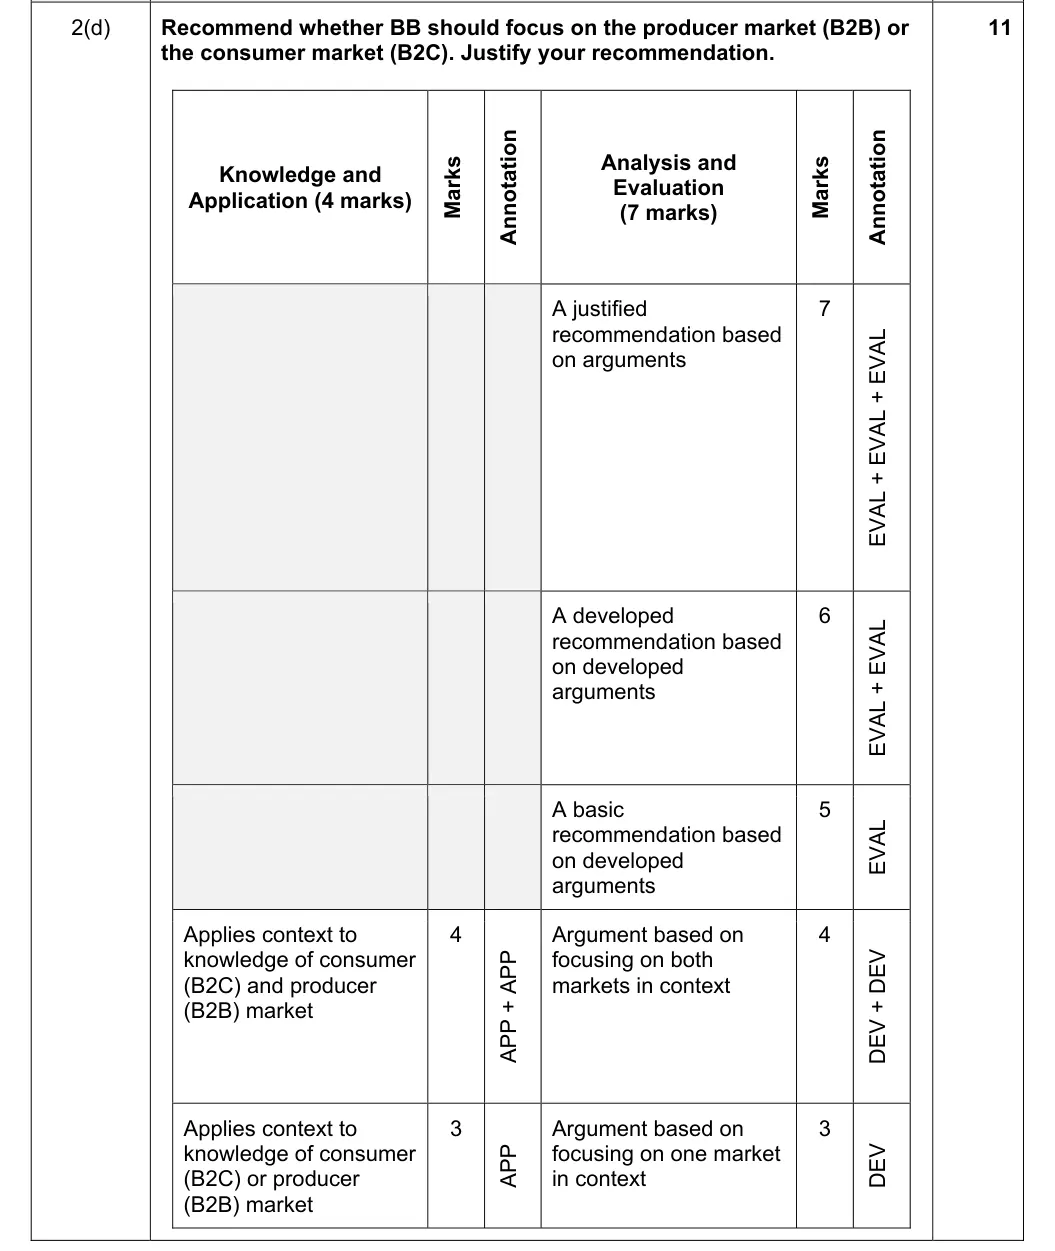 2(d)
Recommend whether BB should focus on the producer market (B2B) or
the consumer market (B2C). Justify your recommendation.
11
Knowledge and
Application (4 marks)
Marks
Annotation
Analysis and
Evaluation
(7 marks)
Marks
Annotation
A justified
recommendation based
on arguments
7
EVAL + EVAL + EVAL
A developed
recommendation based
on developed
arguments
6
EVAL + EVAL
A basic
recommendation based
on developed
arguments
5
EVAL
Applies context to
knowledge of consumer
(B2C) and producer
(B2B) market
4
APP + APP
Argument based on
focusing on both
markets in context
4
DEV + DEV
Applies context to
knowledge of consumer
(B2C) or producer
(B2B) market
3
APP
Argument based on
focusing on one market
in context
3
DEV